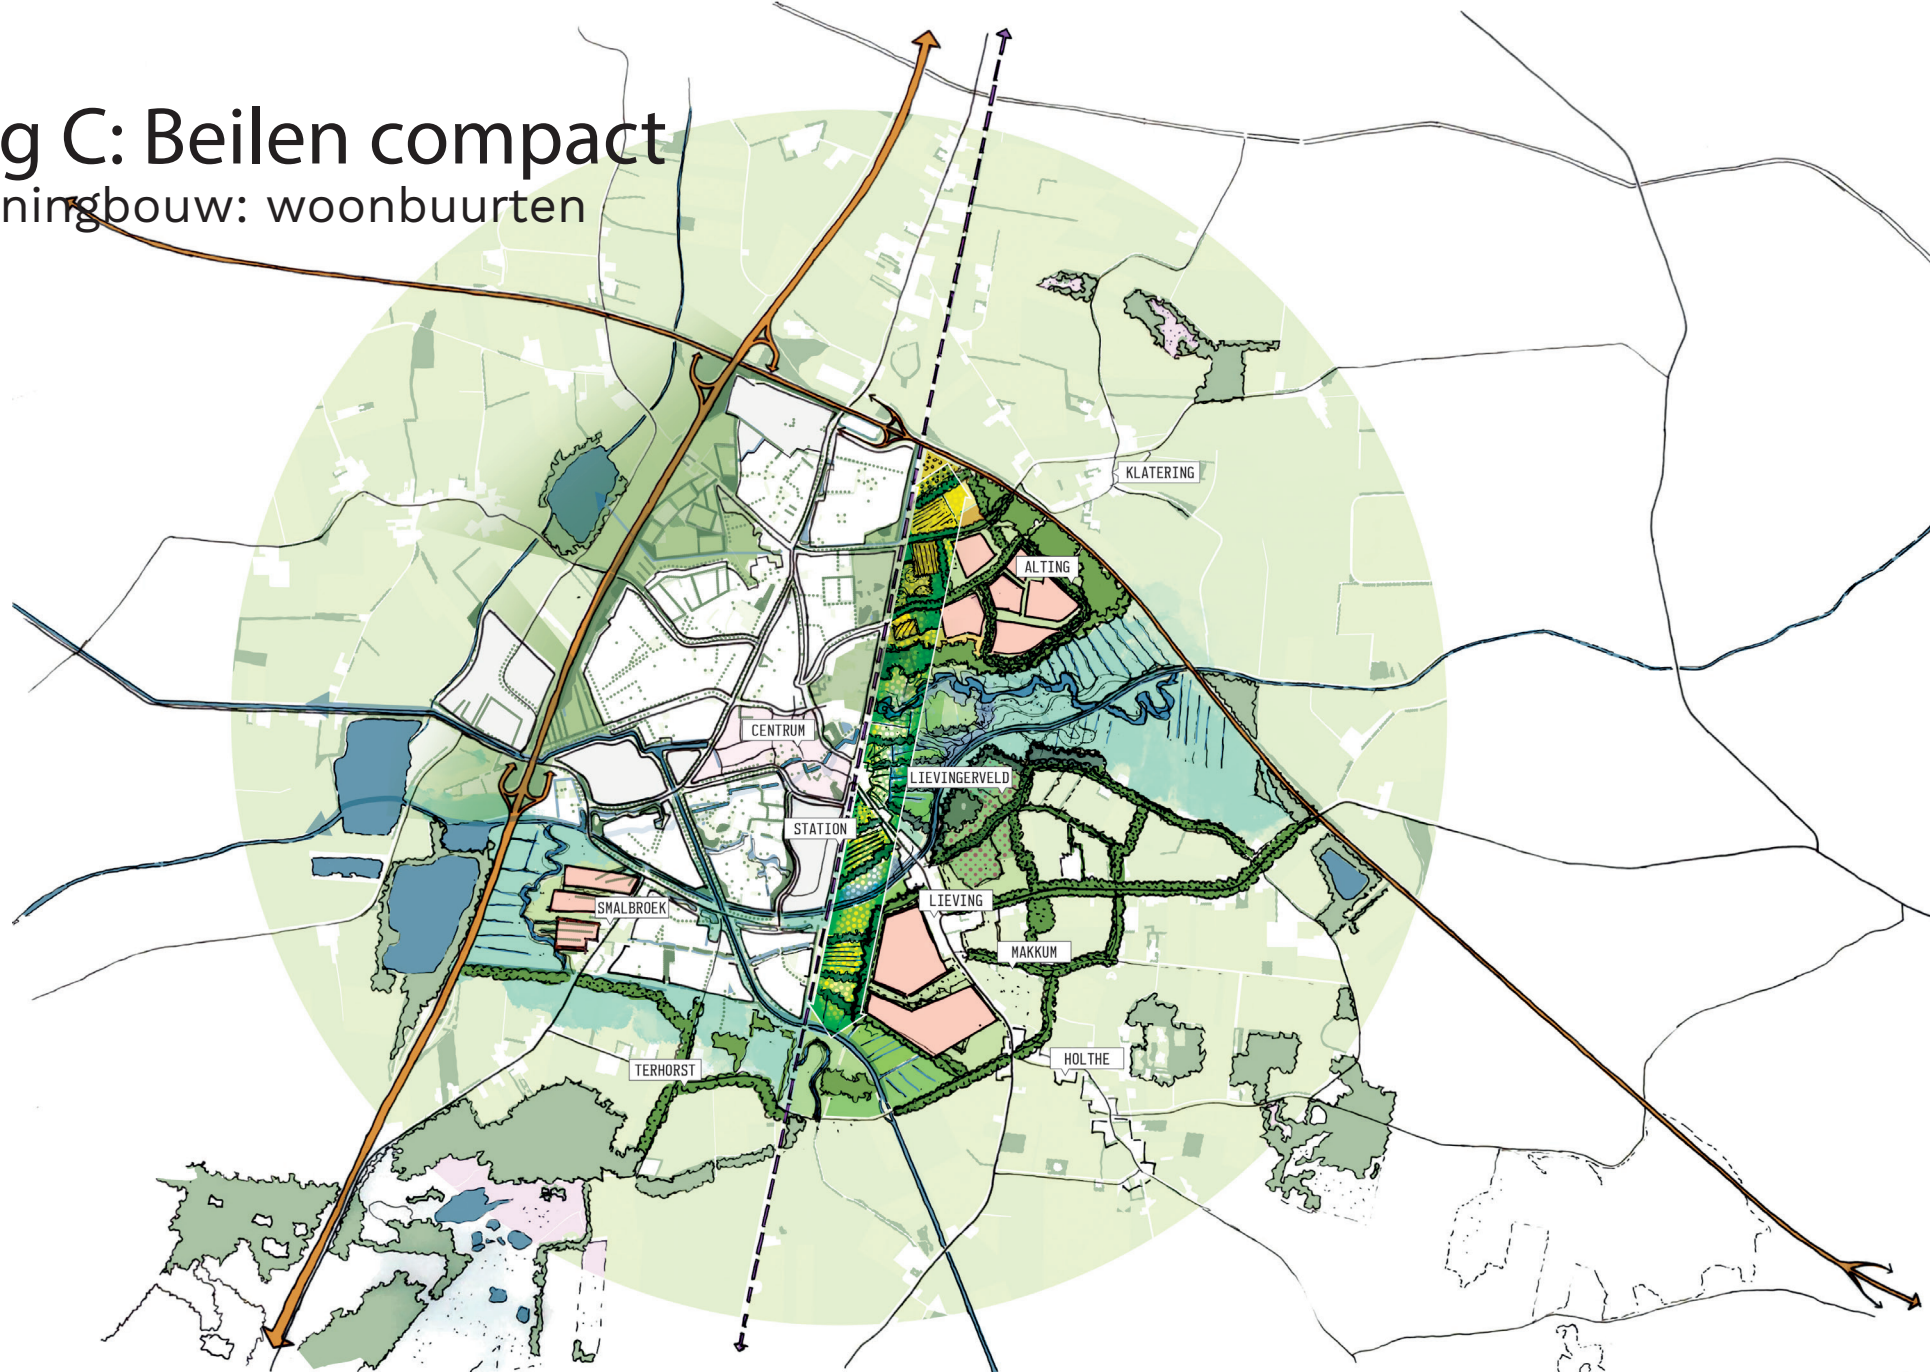 g C: Beilen compact
ningbouw: woonbuurten
KLATERING
ALTING
CENTRUM
LIEVINGERVELD
STATION
LIEVING
SMALBROEK
MAKKUM
HOLTHE
TERHORST